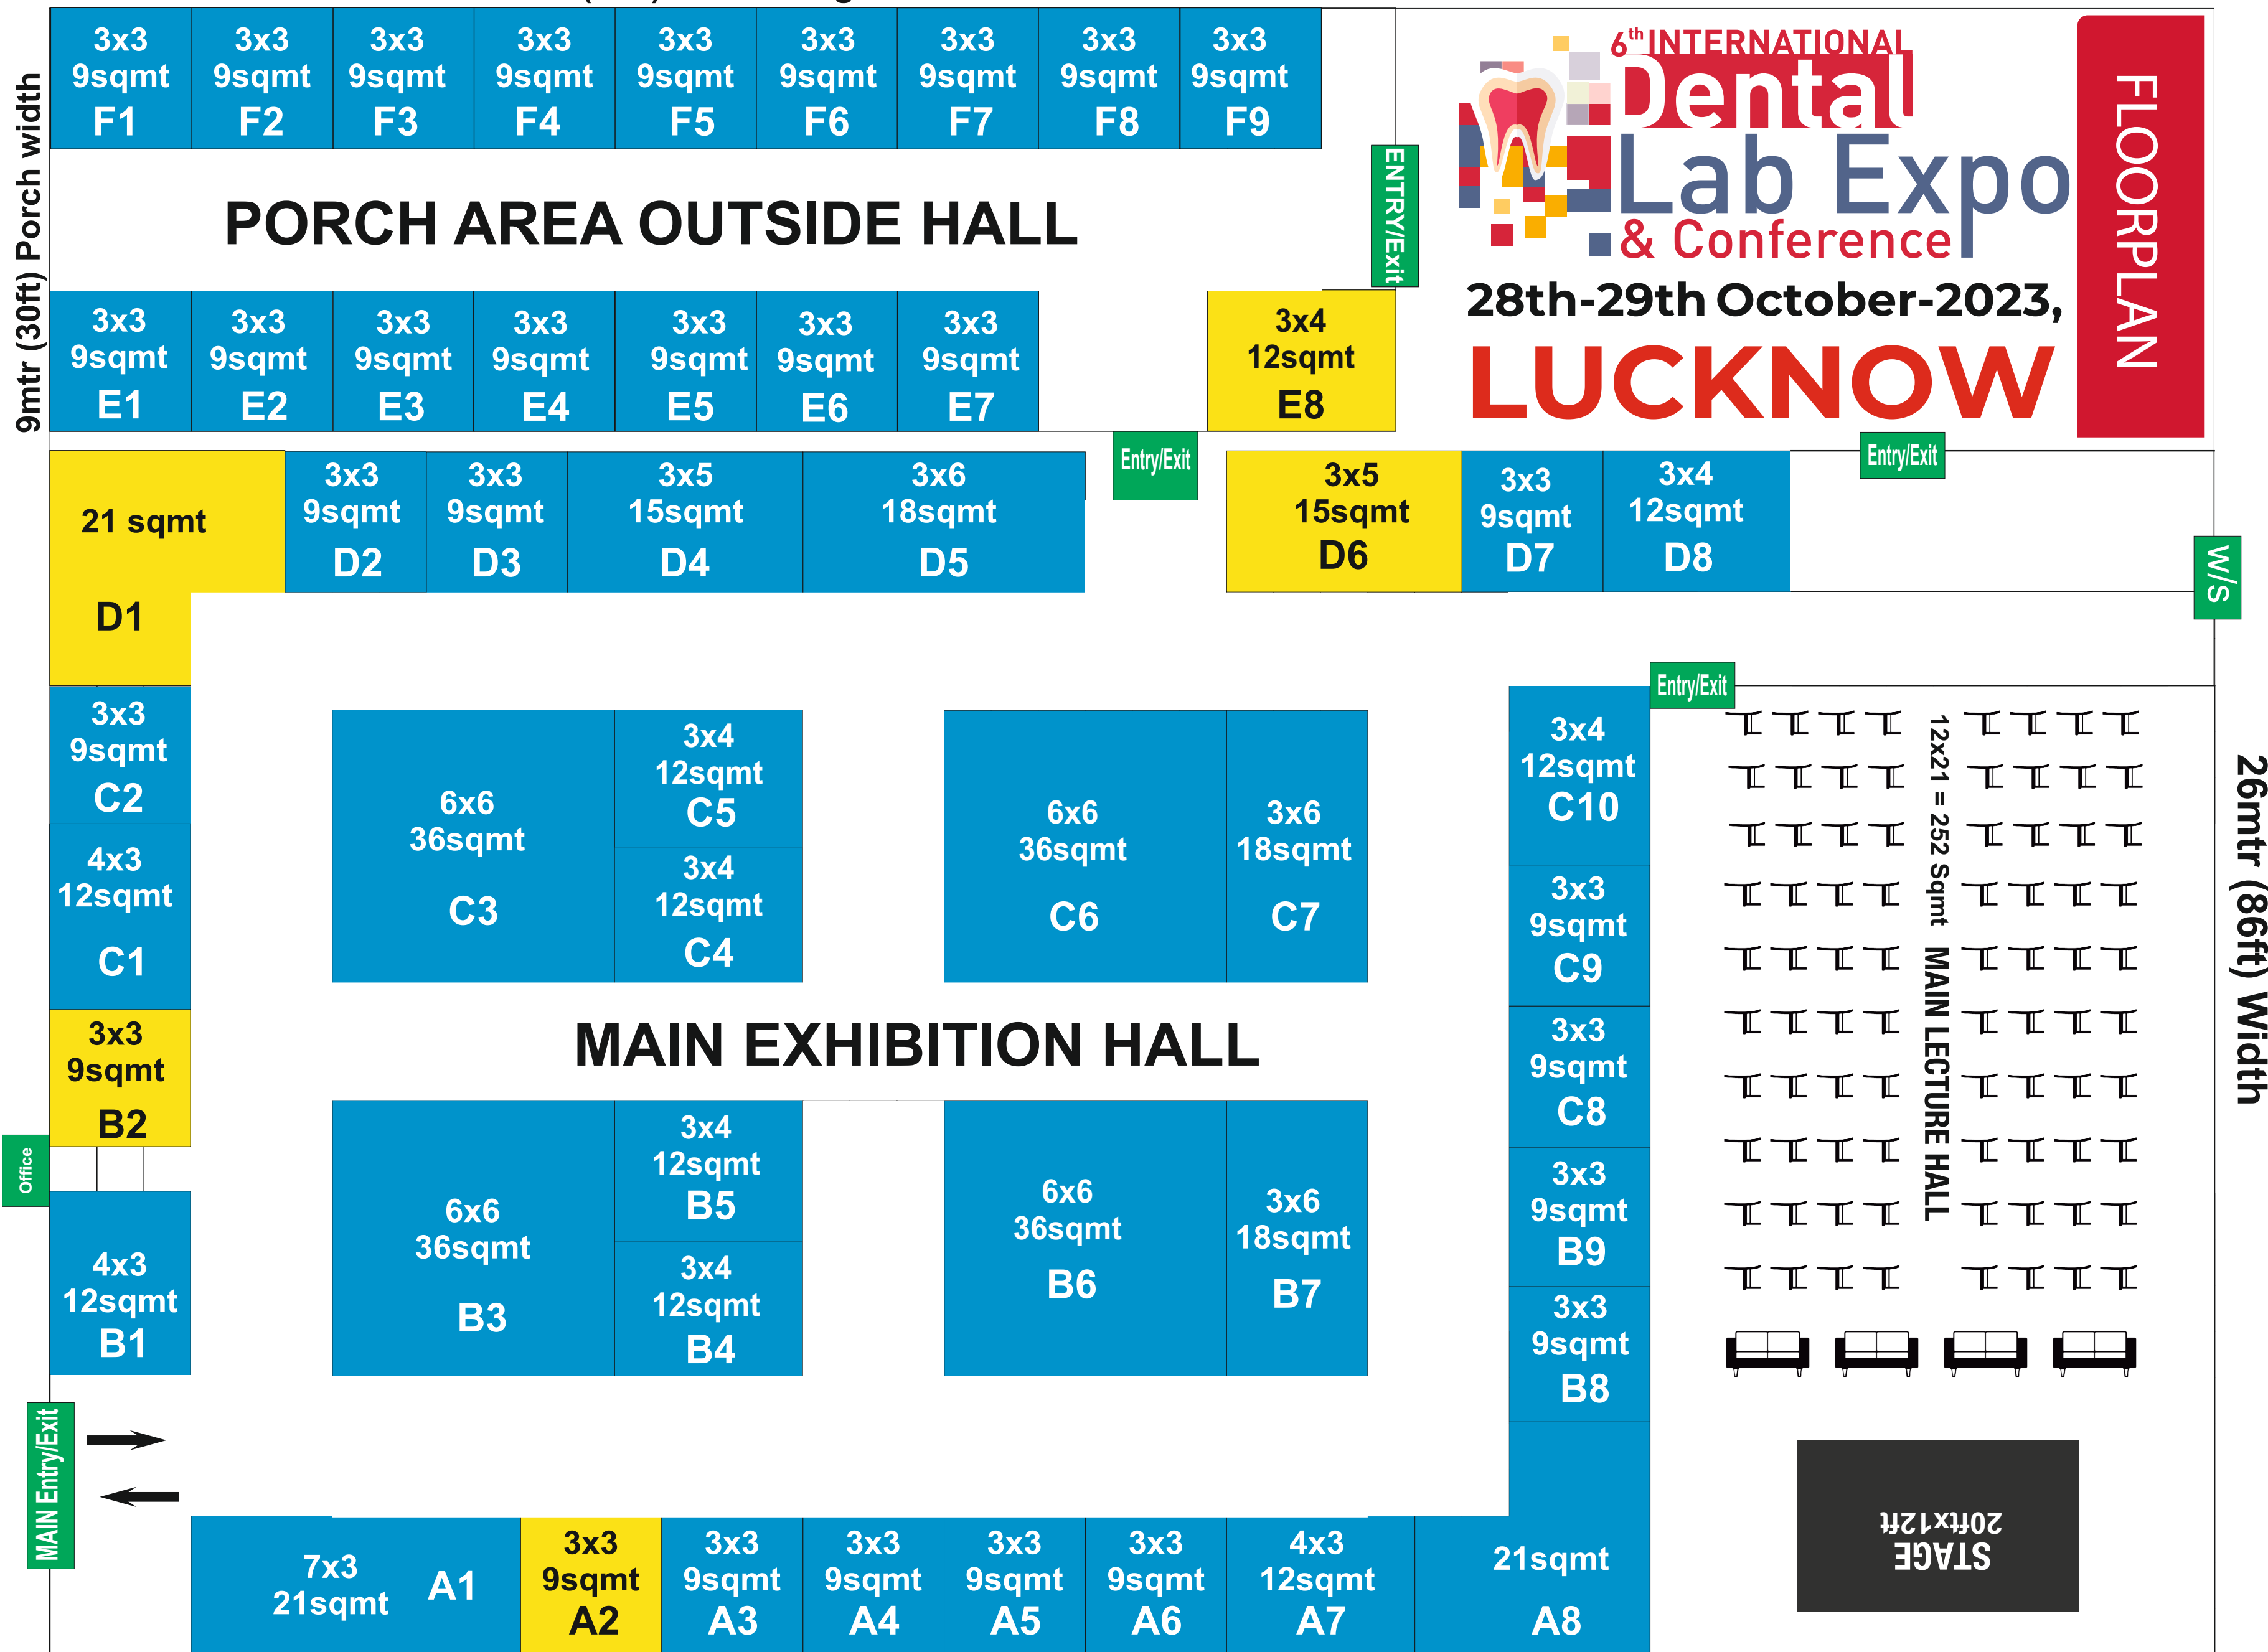 3x3
9sqmt
F1
3x3
9sqmt
F2
3x3
9sqmt
F3
3x3
9sqmt
F4
3x3
9sqmt
F5
3x3
9sqmt
F6
3x3
9sqmt
F7
3x3
9sqmt
F8
3x3
9sqmt
F9
6th INTERNATIONAL
Dental
Lab Expo
& Conference
28th-29th October-2023,
LUCKNOW
FLOORPLAN
9mtr (30ft) Porch width
PORCH AREA OUTSIDE HALL
ENTRY/Exit
3x3
9sqmt
E1
3x3
9sqmt
E2
3x3
9sqmt
E3
3x3
9sqmt
E4
3x3
9sqmt
E5
3x3
9sqmt
E6
3x3
9sqmt
E7
3x4
12sqmt
E8
Entry/Exit
Entry/Exit
21 sqmt
D1
3x3
9sqmt
D2
3x3
9sqmt
D3
3x5
15sqmt
D4
3x6
18sqmt
D5
3x5
15sqmt
D6
3x3
9sqmt
D7
3x4
12sqmt
D8
W/S
Entry/Exit
3x3
9sqmt
C2
4x3
12sqmt
C1
6x6
36sqmt
C3
3x4
12sqmt
C5
3x4
12sqmt
C4
6x6
36sqmt
C6
3x6
18sqmt
C7
3x4
12sqmt
C10
3x3
9sqmt
C9
3x3
9sqmt
C8
12x21 = 252 Sqmt MAIN LECTURE HALL
26mtr (86ft) Width
MAIN EXHIBITION HALL
3x3
9sqmt
B2
Office
4x3
12sqmt
B1
6x6
36sqmt
B3
3x4
12sqmt
B5
3x4
12sqmt
B4
6x6
36sqmt
B6
3x6
18sqmt
B7
3x3
9sqmt
B9
3x3
9sqmt
B8
MAIN Entry/Exit
7x3
21sqmt
A1
3x3
9sqmt
A2
3x3
9sqmt
A3
3x3
9sqmt
A4
3x3
9sqmt
A5
3x3
9sqmt
A6
4x3
12sqmt
A7
21sqmt
A8
STAGE
20ftx12ft